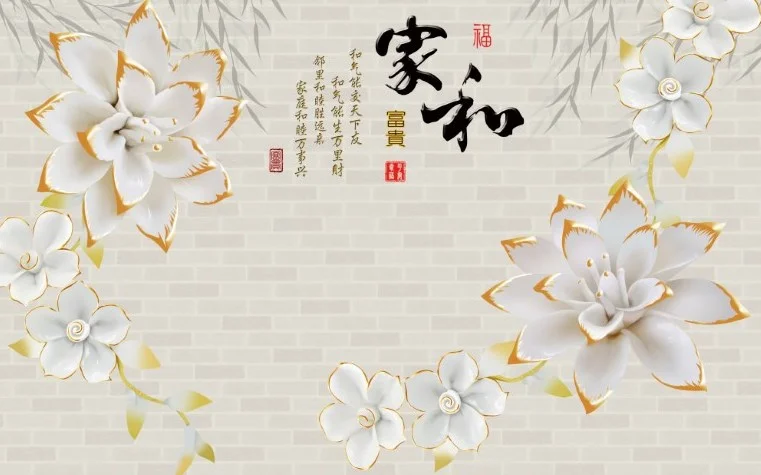 家和
福
富貴
和气能交天下友
和气能生万里財
邻里和睦胜远亲
家庭和睦万事兴